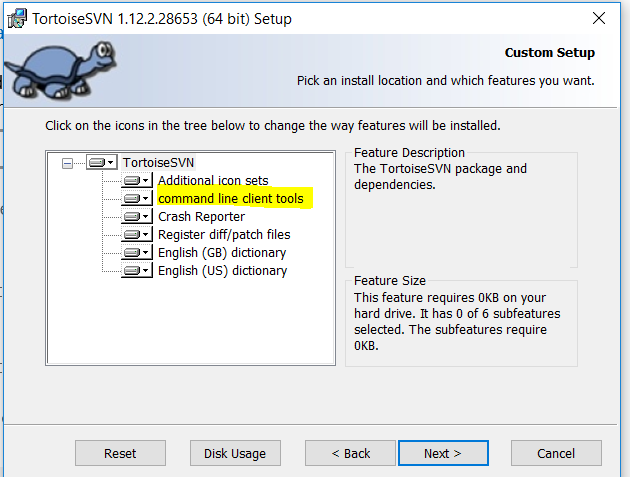 TortoiseSVN 1.12.2.28653 (64 bit) Setup
Custom Setup
Pick an install location and which features you want.
Click on the icons in the tree below to change the way features will be installed.
TortoiseSVN
Additional icon sets
command line client tools
Crash Reporter
Register diff/patch files
English (GB) dictionary
English (US) dictionary
Feature Description
The TortoiseSVN package and
dependencies.
Feature Size
This feature requires 0KB on your
hard drive. It has 0 of 6 subfeatures
selected. The subfeatures require
0KB.
Reset
Disk Usage
< Back
Next >
Cancel